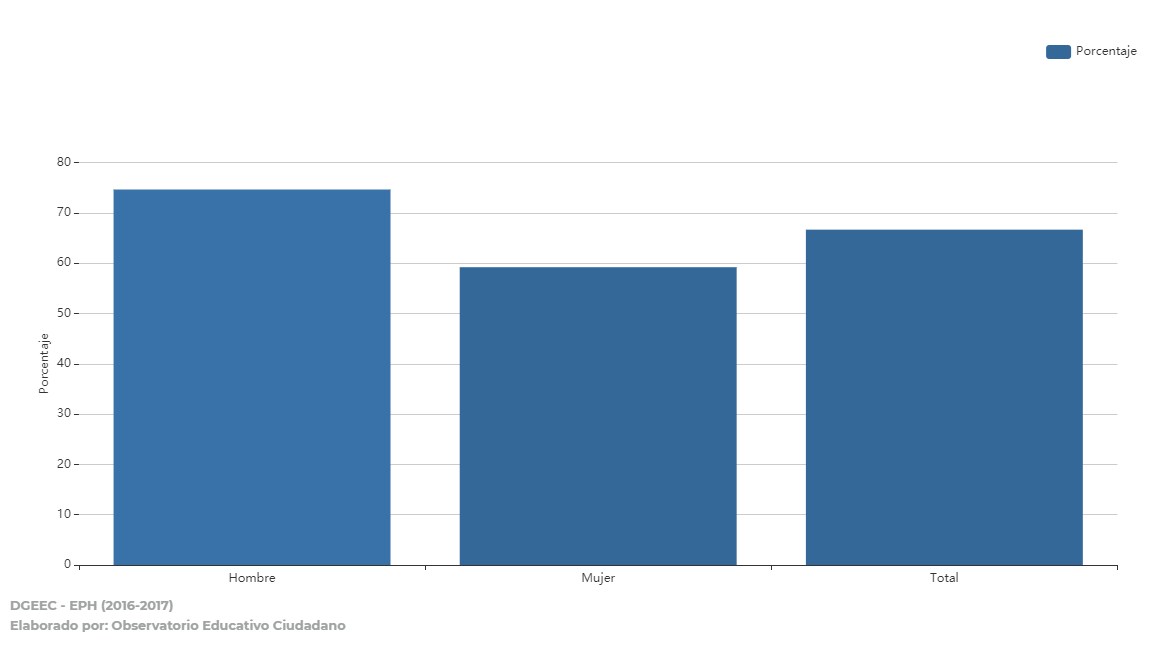 Porcentaje
80
70
60
50
40
30
20
10
0
Porcentaje
Hombre Mujer Total
DGEEC - EPH (2016-2017)
Elaborado por: Observatorio Educativo Ciudadano